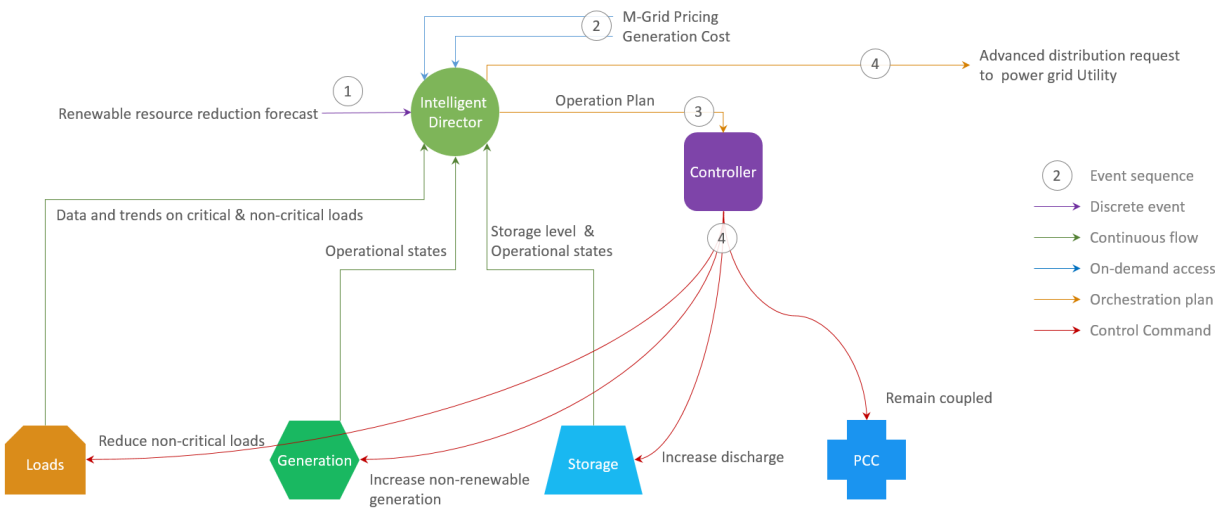 2
M-Grid Pricing
Generation Cost
4
Advanced distribution request
to power grid Utility
1
Renewable resource reduction forecast
Intelligent
Director
Operation Plan
3
Controller
2
Event sequence
Discrete event
Continuous flow
On-demand access
Orchestration plan
Control Command
Data and trends on critical & non-critical loads
Operational states
Storage level &
Operational states
4
Remain coupled
Reduce non-critical loads
Loads
Generation
Increase non-renewable
generation
Storage
Increase discharge
PCC